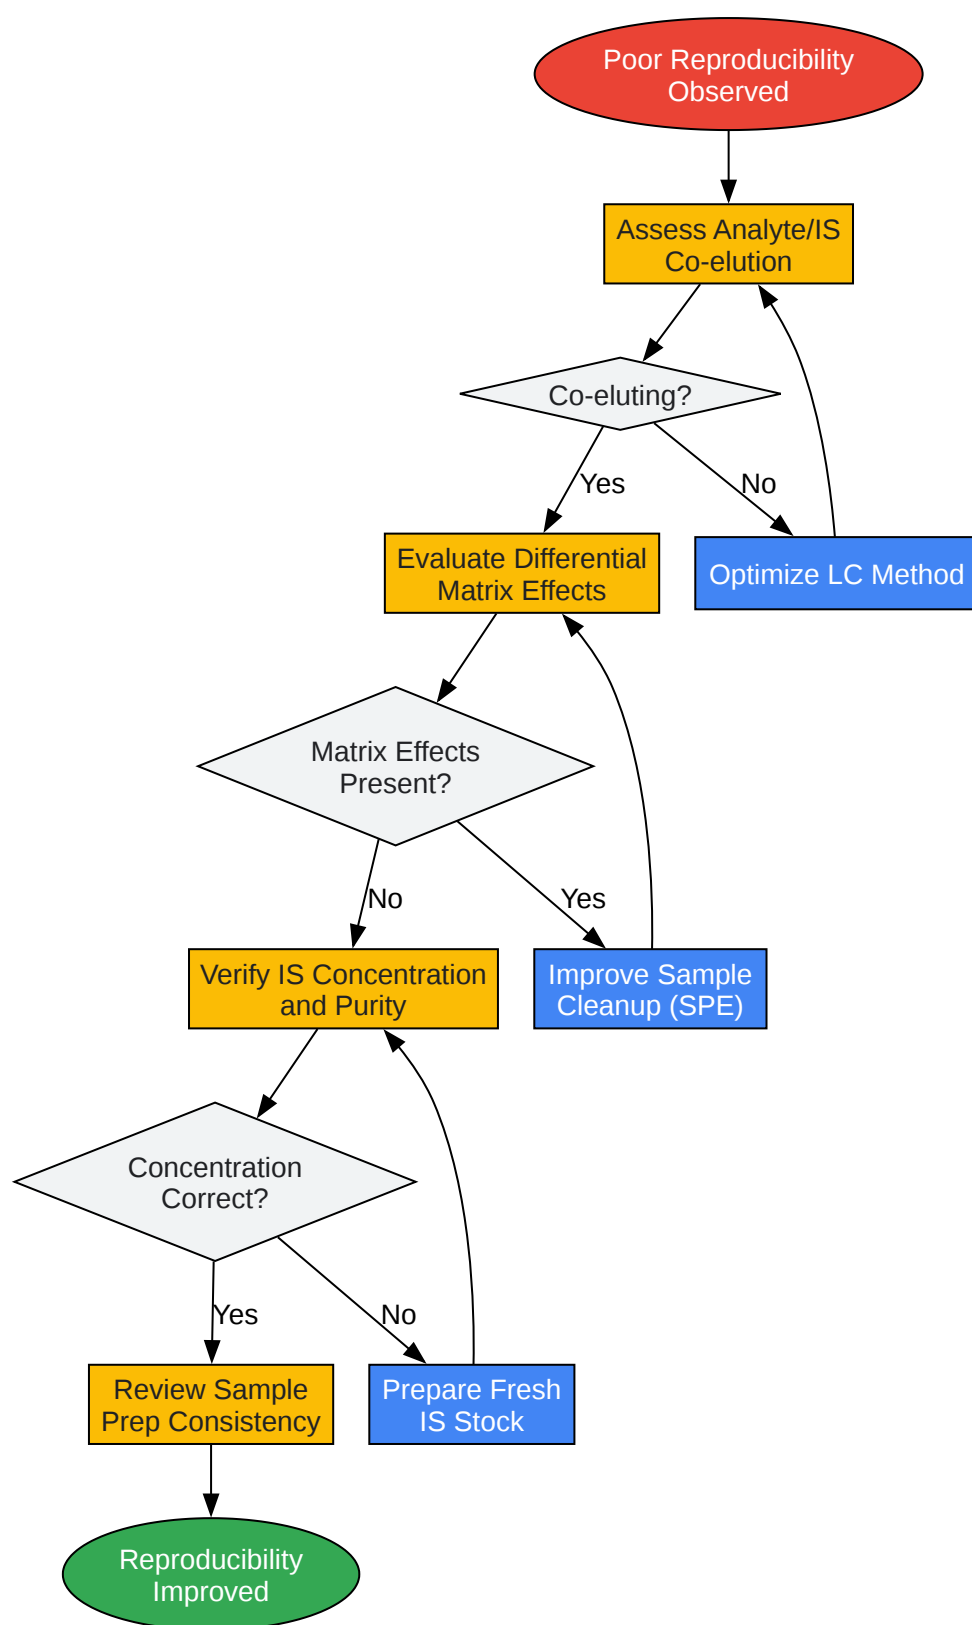 Poor Reproducibility
Observed
Assess Analyte/IS
Co-elution
Co-eluting?
Yes
No
Evaluate Differential
Matrix Effects
Optimize LC Method
Matrix Effects
Present?
No
Yes
Verify IS Concentration
and Purity
Improve Sample
Cleanup (SPE)
Concentration
Correct?
Yes
No
Review Sample
Prep Consistency
Prepare Fresh
IS Stock
Reproducibility
Improved